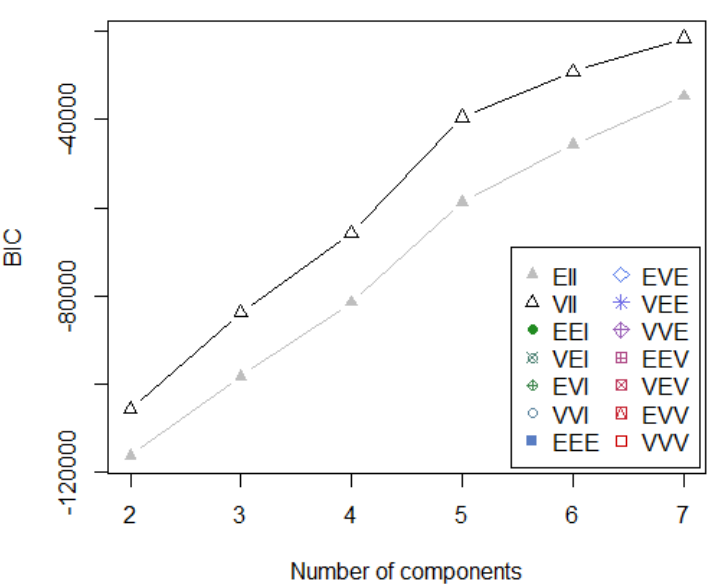 BIC
-40000
-80000
-120000
EII
VII
EEI
VEI
EVI
VVI
EEE
EVE
VEE
VVE
EEV
VEV
EVV
VVV
2 3 4 5 6 7
Number of components